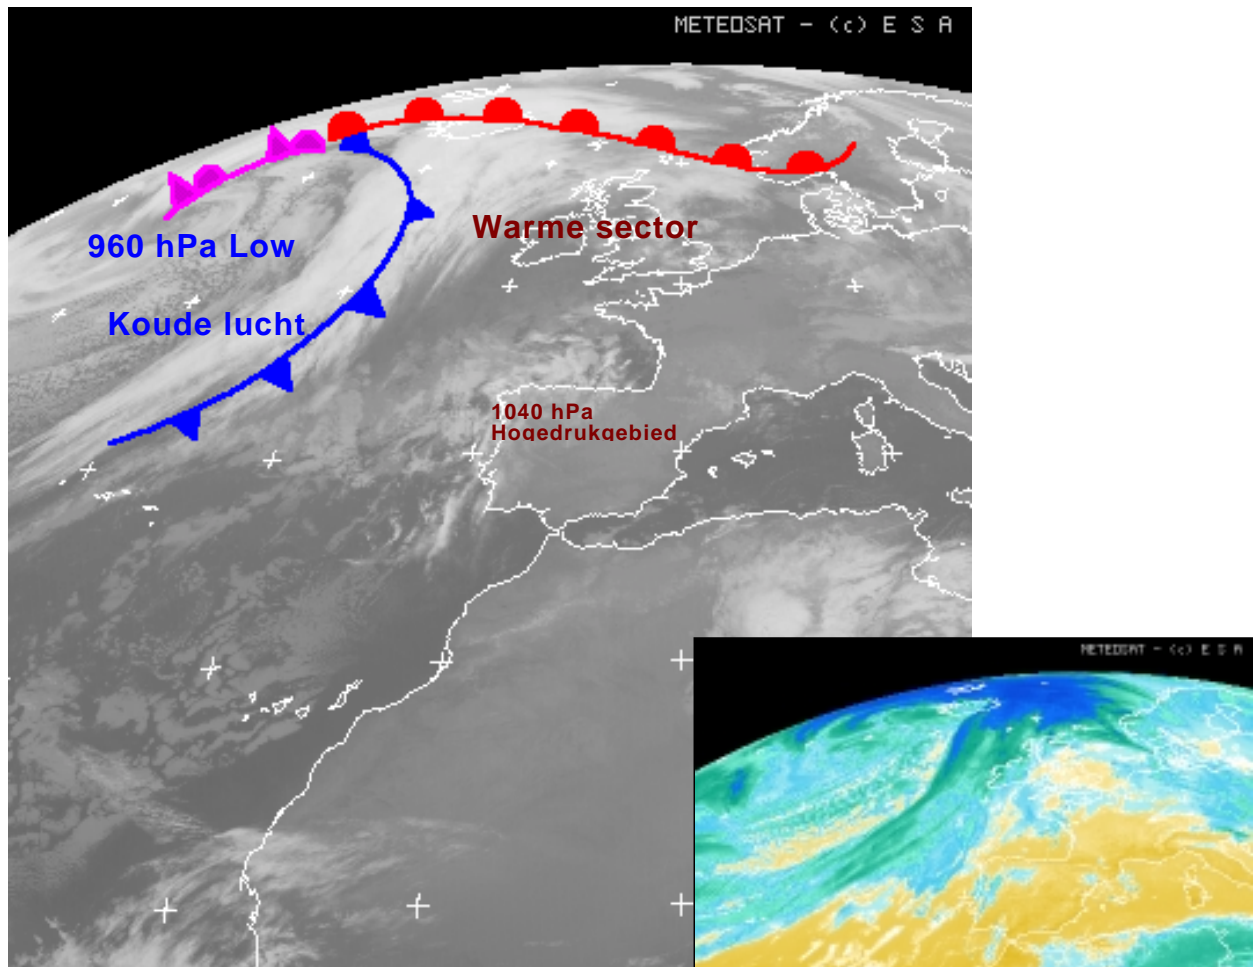 METEOSAT - (c) E S A
Warme sector
960 hPa Low
Koude lucht
1040 hPa
Hogedrukgebied
METEOSAT - (c) E S A